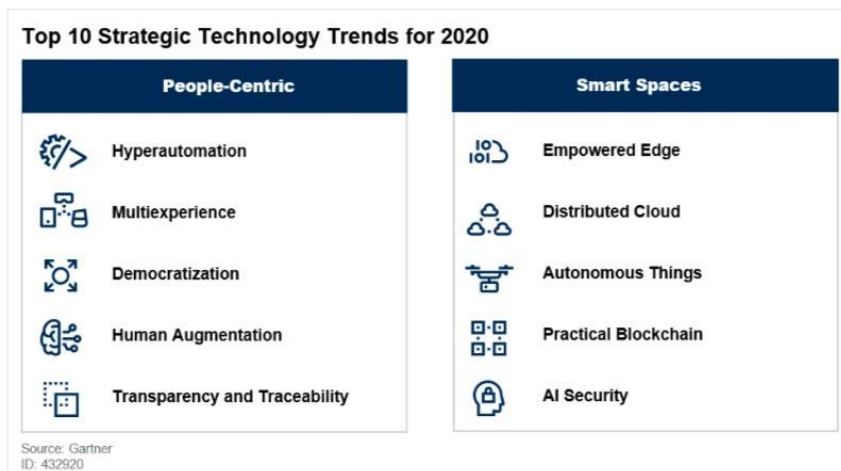 Top 10 Strategic Technology Trends for 2020
People-Centric
Hyperautomation
Multiexperience
Democratization
Human Augmentation
Transparency and Traceability
Smart Spaces
Empowered Edge
Distributed Cloud
Autonomous Things
Practical Blockchain
AI Security
Source: Gartner
ID: 432920